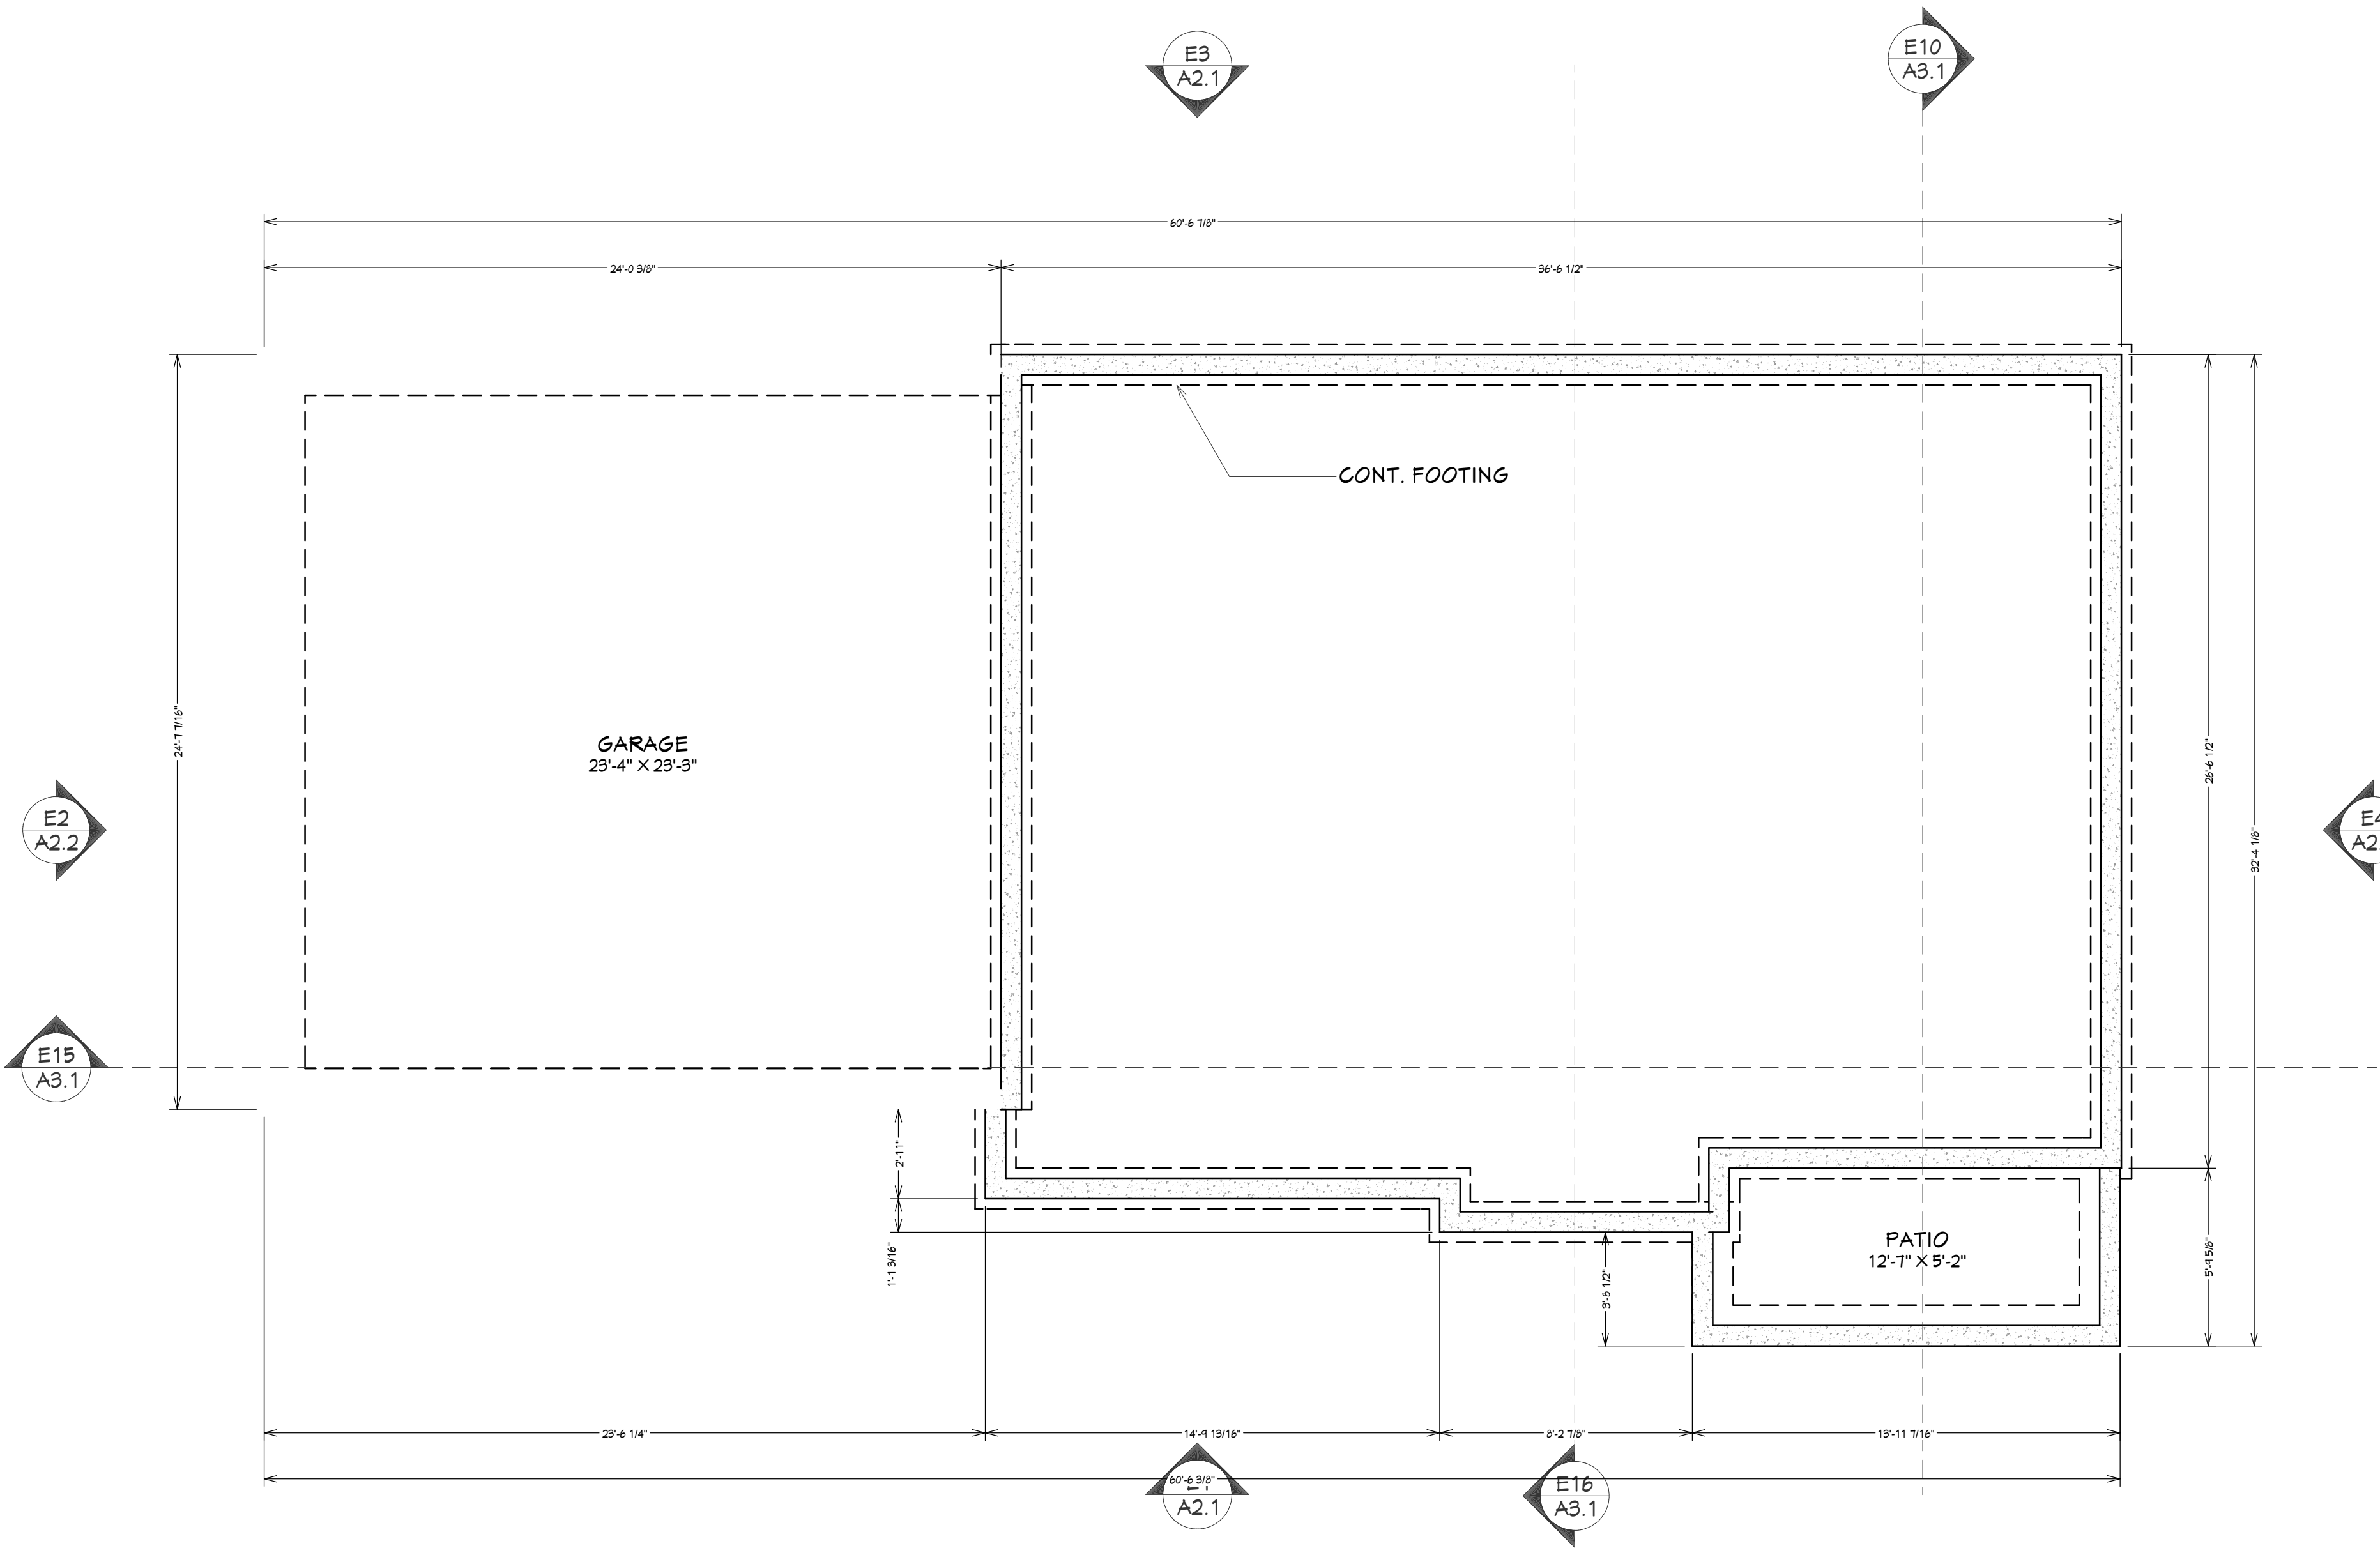 E3
A2.1
E10
A3.1
60'-6 7/8"
24'-0 3/8"
36'-6 1/2"
CONT. FOOTING
24'-7 7/16"
GARAGE
23'-4" X 23'-3"
26'-6 1/2"
32'-4 1/8"
E2
A2.2
E15
A3.1
2'-11"
1'-1 3/16"
3'-8 1/2"
PATIO
12'-7" X 5'-2"
5'-9 5/8"
23'-6 1/4"
14'-9 13/16"
8'-2 7/8"
13'-11 7/16"
60'-6 3/8"
A2.1
E16
A3.1